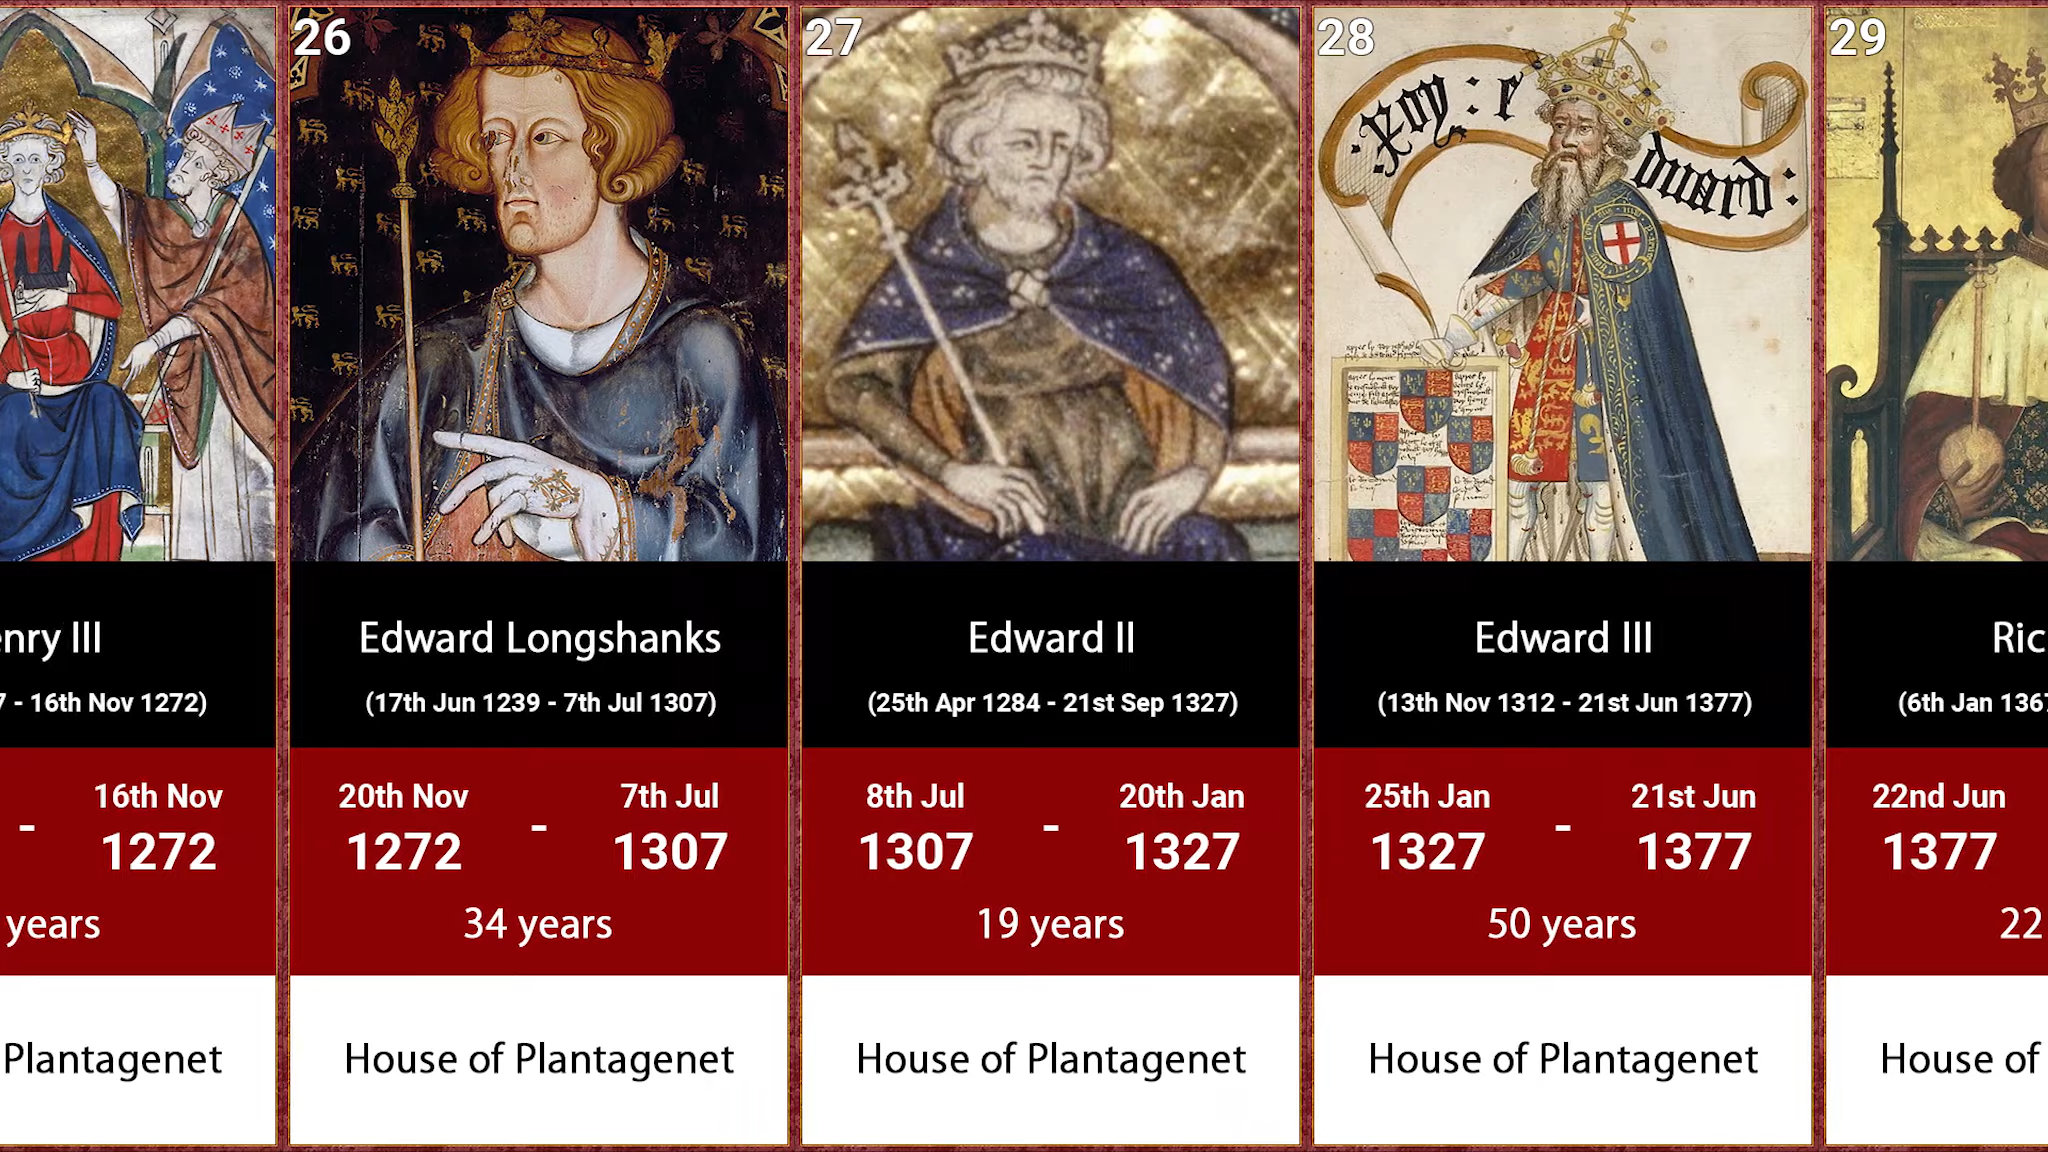 enry III
7 - 16th Nov 1272)
- 16th Nov
1272
years
Plantagenet
26
Edward Longshanks
(17th Jun 1239 - 7th Jul 1307)
20th Nov - 7th Jul
1272 1307
34 years
House of Plantagenet
27
Edward II
(25th Apr 1284 - 21st Sep 1327)
8th Jul - 20th Jan
1307 1327
19 years
House of Plantagenet
28
Roy : e
duard :
Edward III
(13th Nov 1312 - 21st Jun 1377)
25th Jan - 21st Jun
1327 1377
50 years
House of Plantagenet
29
Ric
(6th Jan 1367
22nd Jun
1377
22
House of